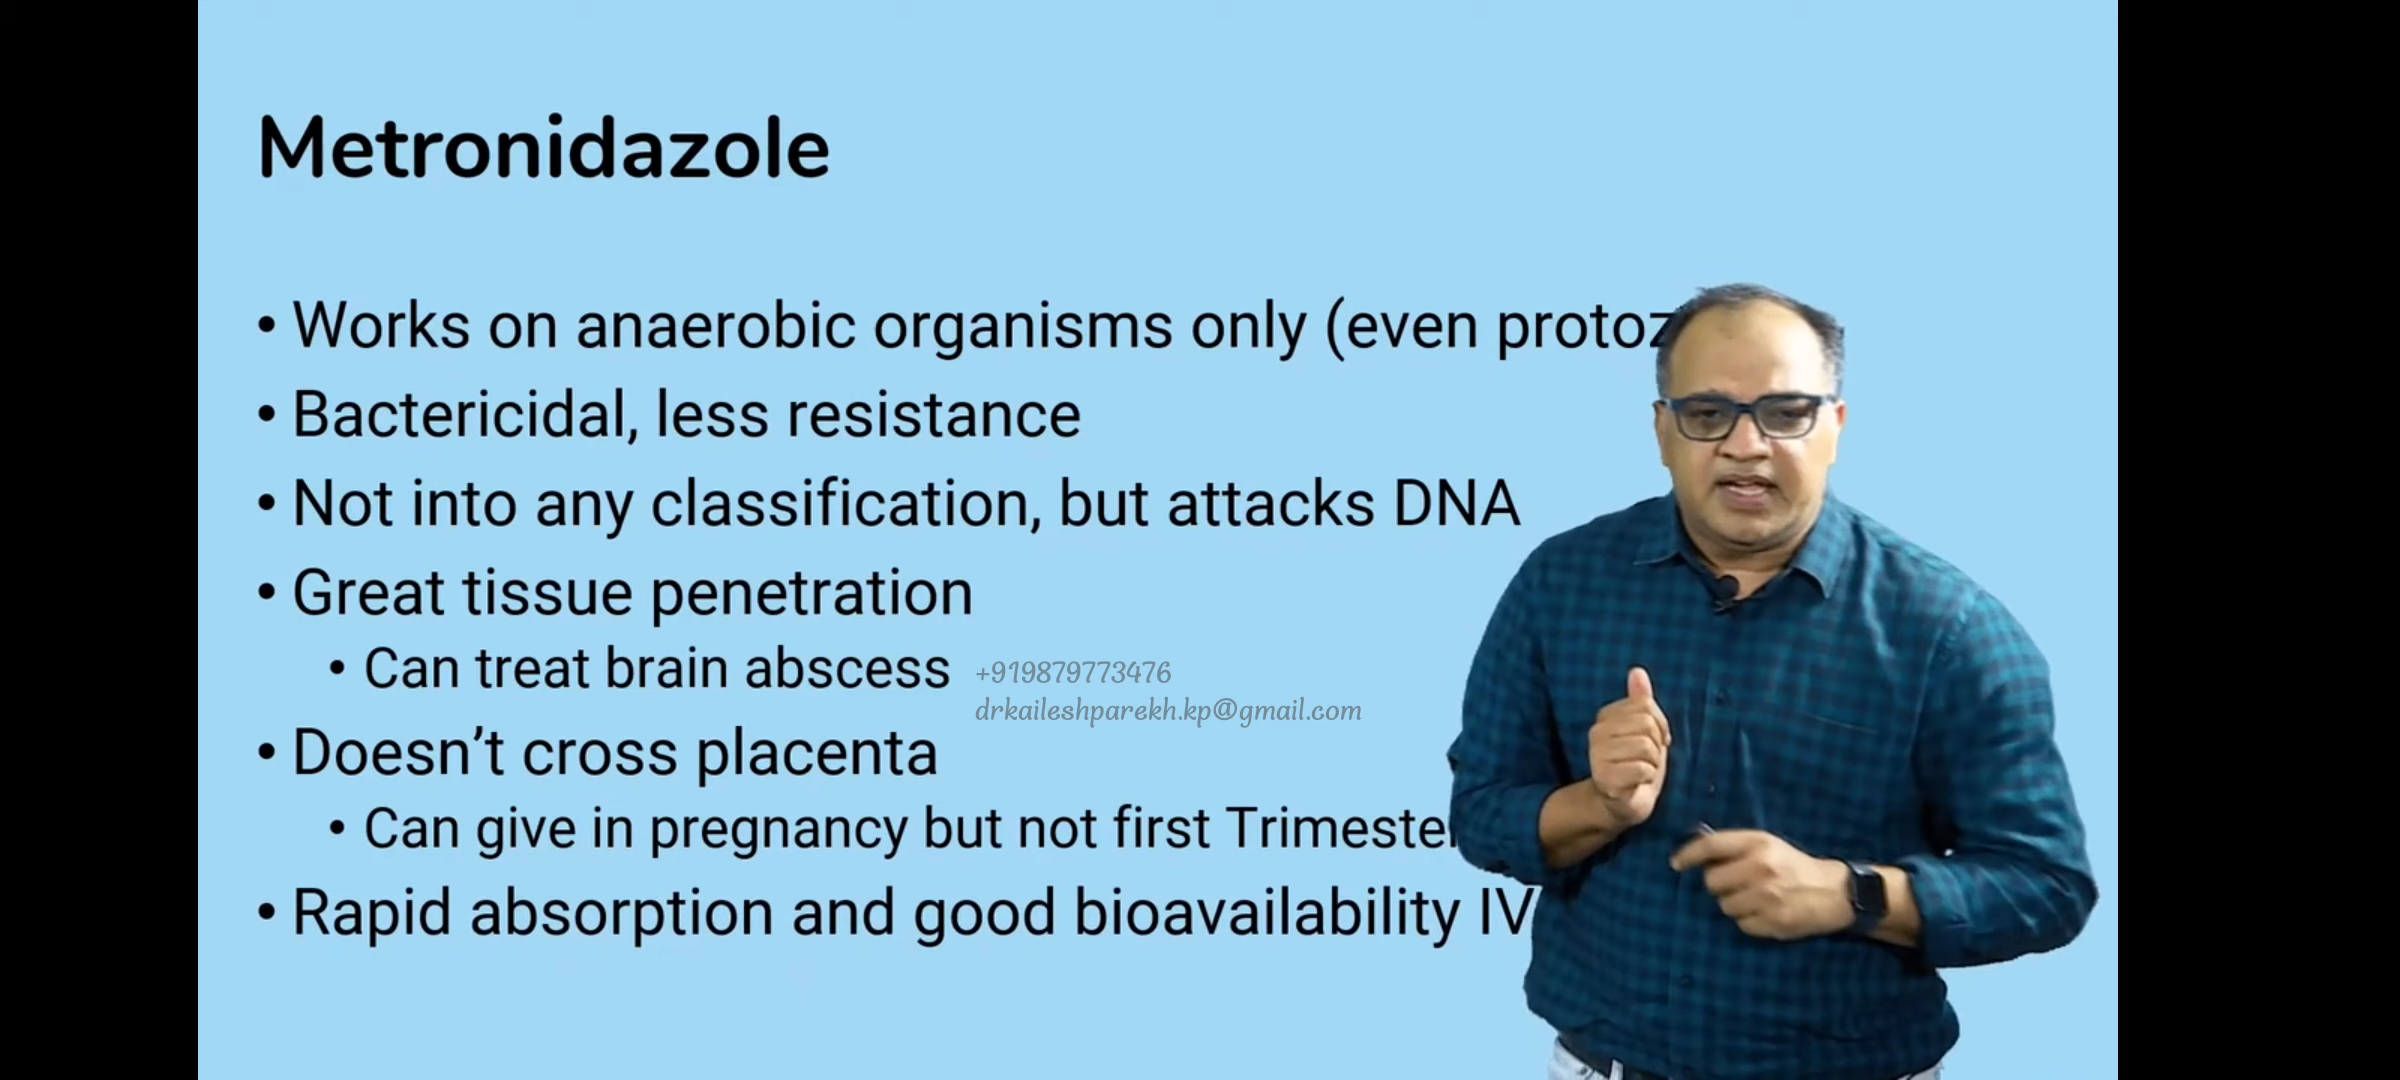 Metronidazole
• Works on anaerobic organisms only (even
• Bactericidal, less resistance
• Not into any classification, but attacks DNA
• Great tissue penetration
• Can treat brain abscess
+919879773476
drkaileshparekh.kp@gmail.com
• Doesn’t cross placenta
• Can give in pregnancy but not first Trimester
• Rapid absorption and good bioavailability IV